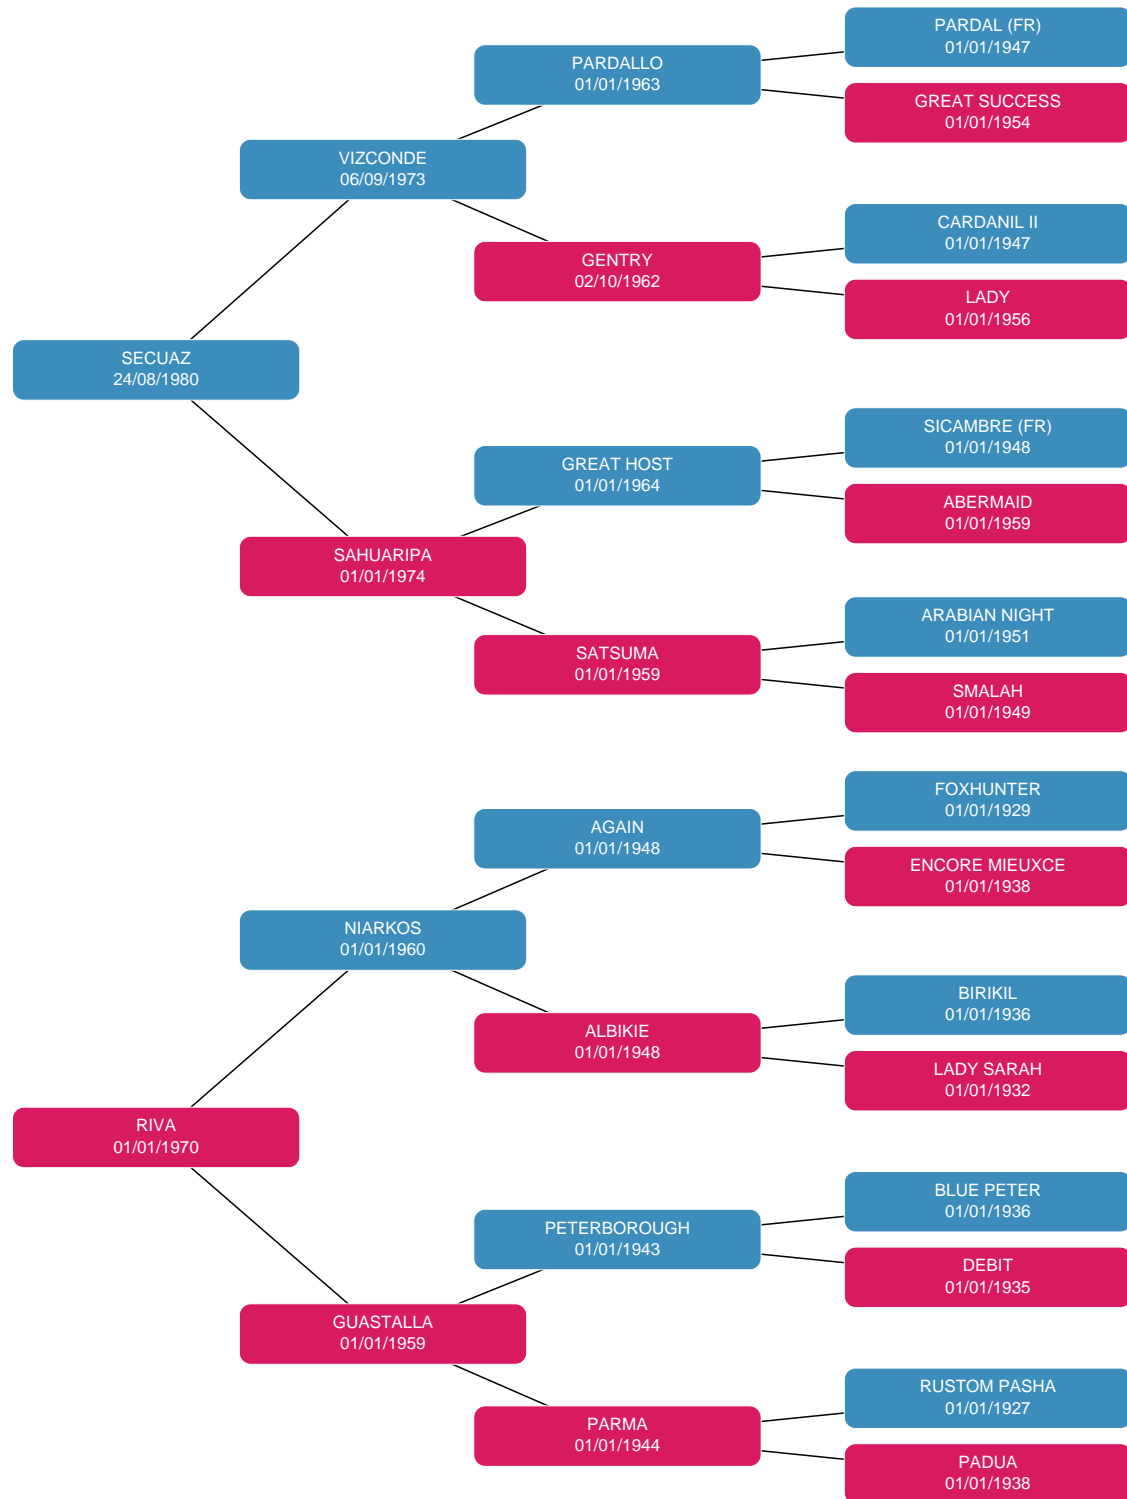 PARDAL (FR)
01/01/1947
PARDALLO
01/01/1963
GREAT SUCCESS
01/01/1954
VIZCONDE
06/09/1973
CARDANIL II
01/01/1947
GENTRY
02/10/1962
LADY
01/01/1956
SECUAZ
24/08/1980
SICAMBRE (FR)
01/01/1948
GREAT HOST
01/01/1964
ABERMAID
01/01/1959
SAHUARIPA
01/01/1974
ARABIAN NIGHT
01/01/1951
SATSUMA
01/01/1959
SMALAH
01/01/1949
FOXHUNTER
01/01/1929
AGAIN
01/01/1948
ENCORE MIEUXCE
01/01/1938
NIARKOS
01/01/1960
BIRIKIL
01/01/1936
ALBIKIE
01/01/1948
LADY SARAH
01/01/1932
RIVA
01/01/1970
BLUE PETER
01/01/1936
PETERBOROUGH
01/01/1943
DEBIT
01/01/1935
GUASTALLA
01/01/1959
RUSTOM PASHA
01/01/1927
PARMA
01/01/1944
PADUA
01/01/1938